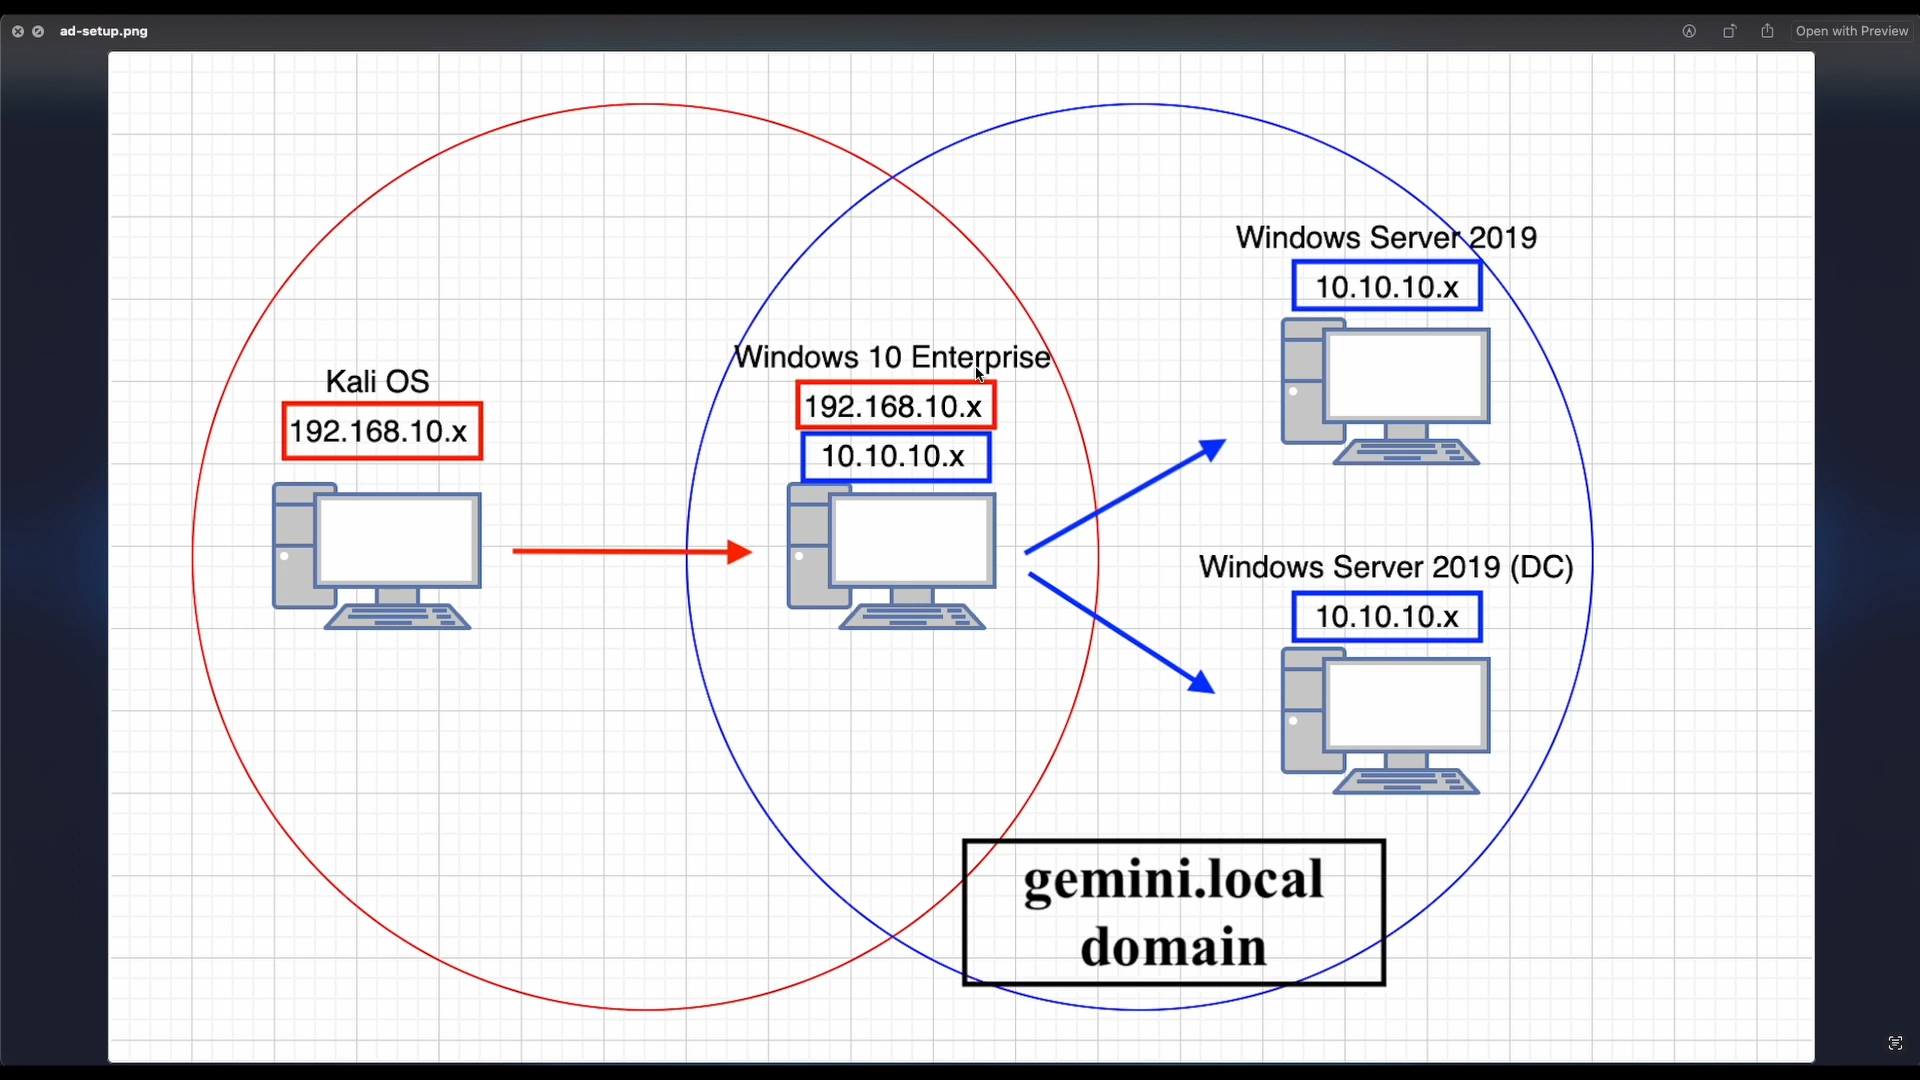 ad-setup.png
Open with Preview
Kali OS
192.168.10.x
Windows 10 Enterprise
192.168.10.x
10.10.10.x
Windows Server 2019
10.10.10.x
Windows Server 2019 (DC)
10.10.10.x
gemini.local
domain